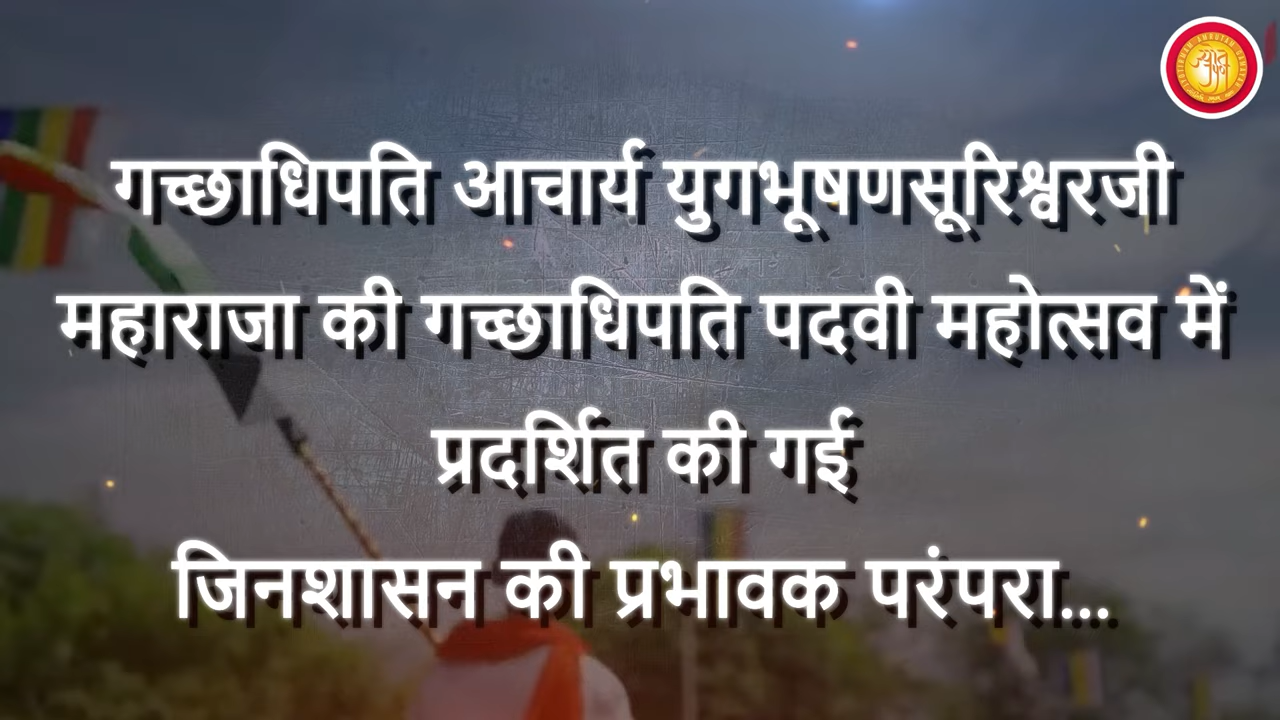 गच्छाधिपति आचार्य युगभूषणसूरिश्वरजी
महाराजा की गच्छाधिपति पदवी महोत्सव में
प्रदर्शित की गई
जिनशासन की प्रभावक परंपरा...